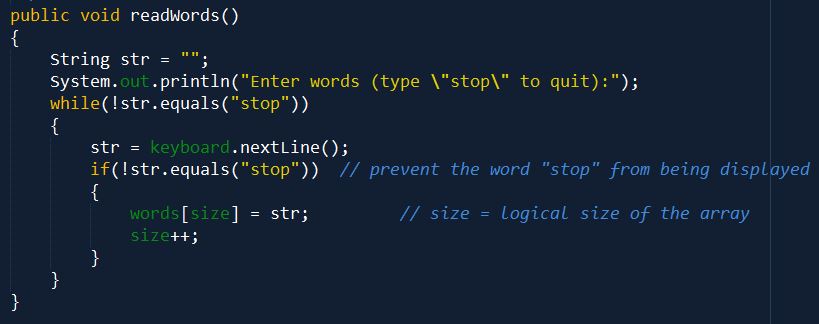 public void readWords()
{
    String str = "";
    System.out.println("Enter words (type \"stop\" to quit):");
    while(!str.equals("stop"))
    {
        str = keyboard.nextLine();
        if(!str.equals("stop"))  // prevent the word "stop" from being displayed
        {
            words[size] = str;         // size = logical size of the array
            size++;
        }
    }
}